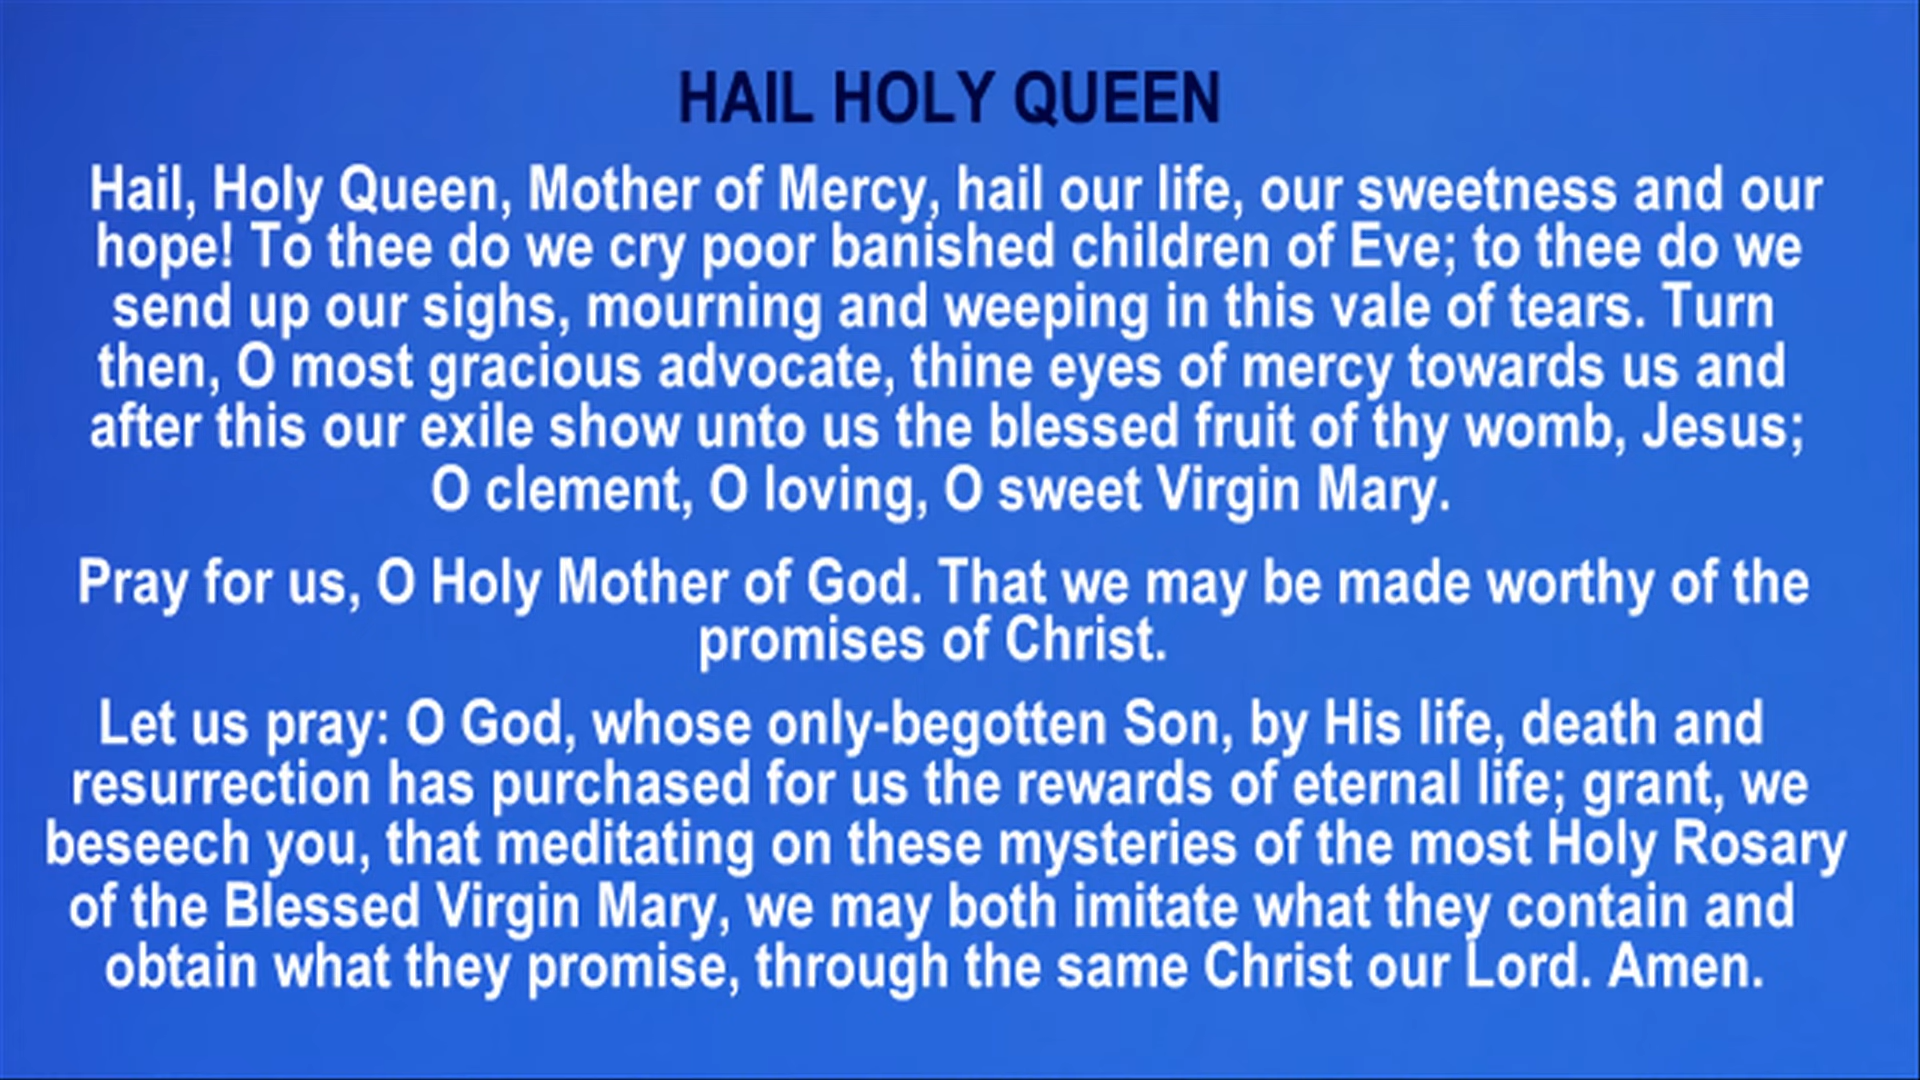 HAIL HOLY QUEEN
Hail, Holy Queen, Mother of Mercy, hail our life, our sweetness and our
hope! To thee do we cry poor banished children of Eve; to thee do we
send up our sighs, mourning and weeping in this vale of tears. Turn
then, O most gracious advocate, thine eyes of mercy towards us and
after this our exile show unto us the blessed fruit of thy womb, Jesus;
O clement, O loving, O sweet Virgin Mary.
Pray for us, O Holy Mother of God. That we may be made worthy of the
promises of Christ.
Let us pray: O God, whose only-begotten Son, by His life, death and
resurrection has purchased for us the rewards of eternal life; grant, we
beseech you, that meditating on these mysteries of the most Holy Rosary
of the Blessed Virgin Mary, we may both imitate what they contain and
obtain what they promise, through the same Christ our Lord. Amen.